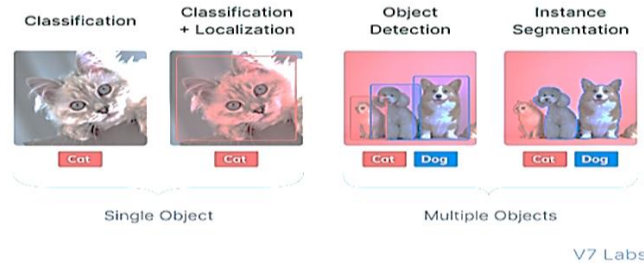 Classification
Classification
+ Localization
Object
Detection
Instance
Segmentation
Cat
Cat
Cat
Dog
Cat
Dog
Single Object
Multiple Objects
V7 Labs